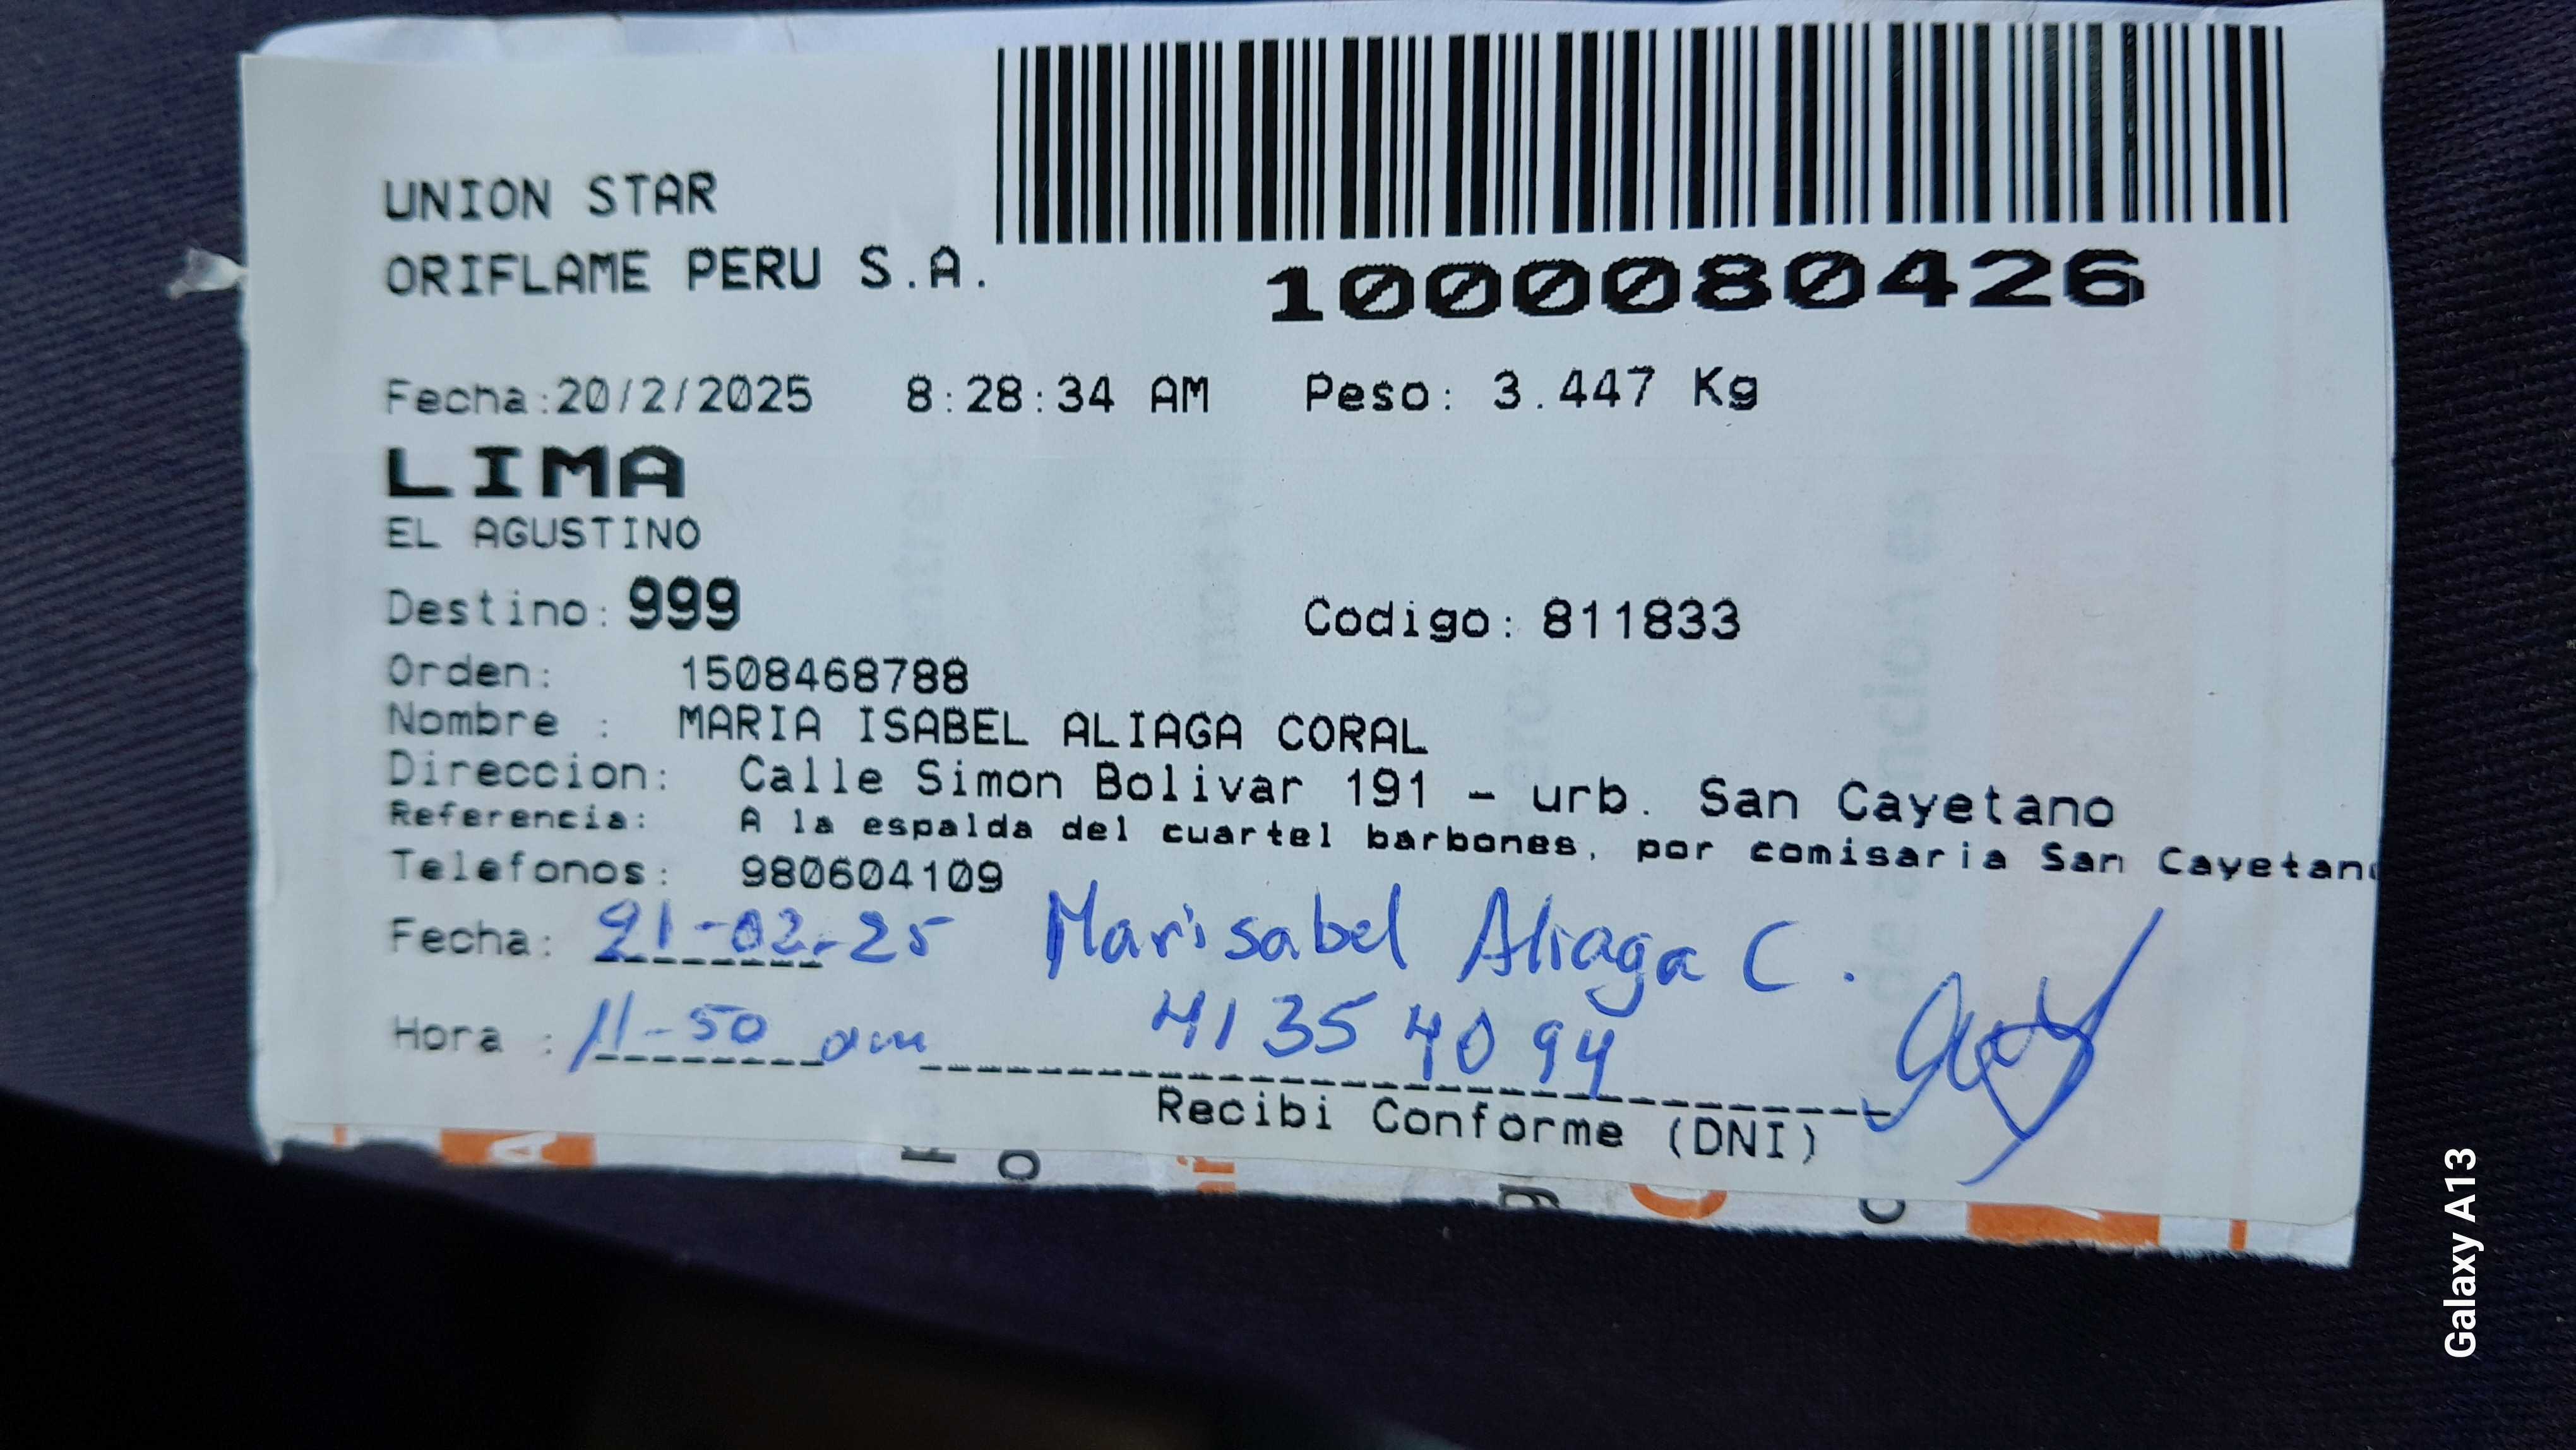 UNION STAR
ORIFLAME PERU S.A.
1000080426
Fecha:20/2/2025 8:28:34 AM Peso: 3.447 Kg
LIMA
EL AGUSTINO
Destino: 999 Codigo: 811833
Orden: 1508468788
Nombre : MARIA ISABEL ALIAGA CORAL
Direccion: Calle Simon Bolivar 191 - urb. San Cayetano
Referencia: A la espalda del cuartel barbones, por comisaria San Cayetano
Telefonos: 980604109
Fecha: 21-02-25 Marisabel Aliaga C.
Hora : 11-50 am 41354094
Recibi Conforme (DNI)
Galaxy A13